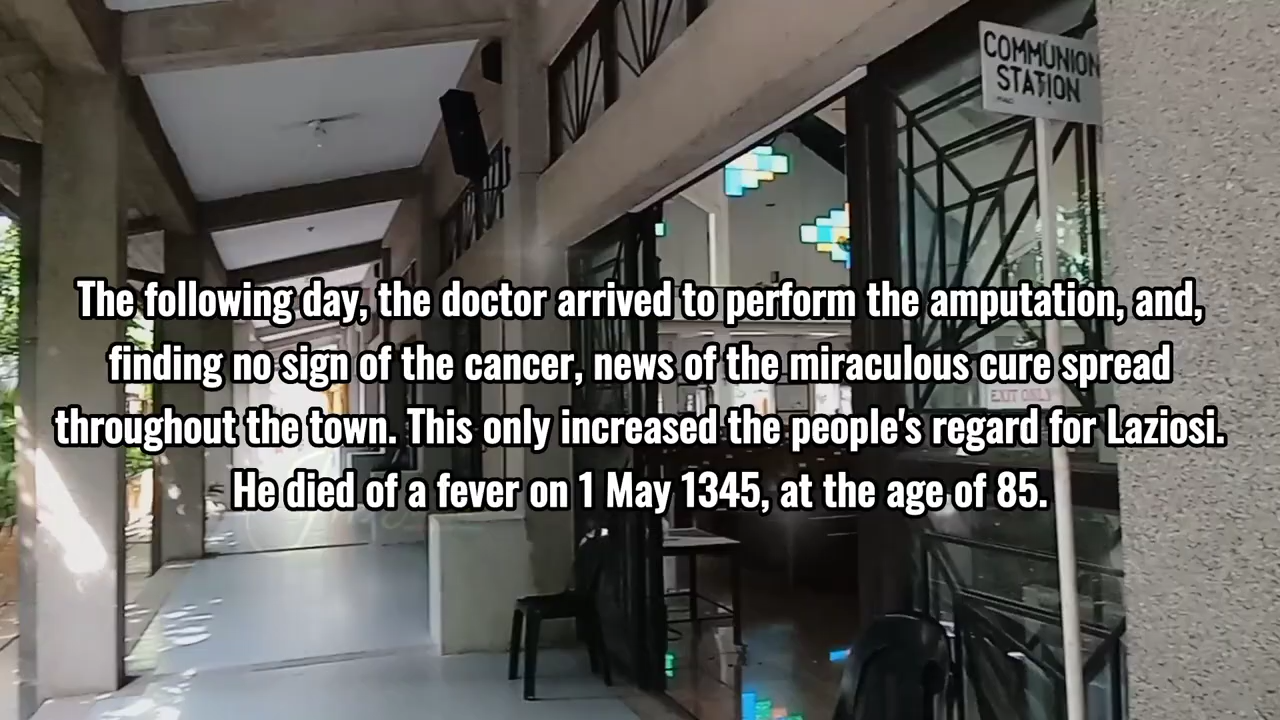 COMMUNION
STATION
The following day, the doctor arrived to perform the amputation, and,
finding no sign of the cancer, news of the miraculous cure spread
EXIT ONLY
throughout the town. This only increased the people's regard for Laziosi.
He died of a fever on 1 May 1345, at the age of 85.